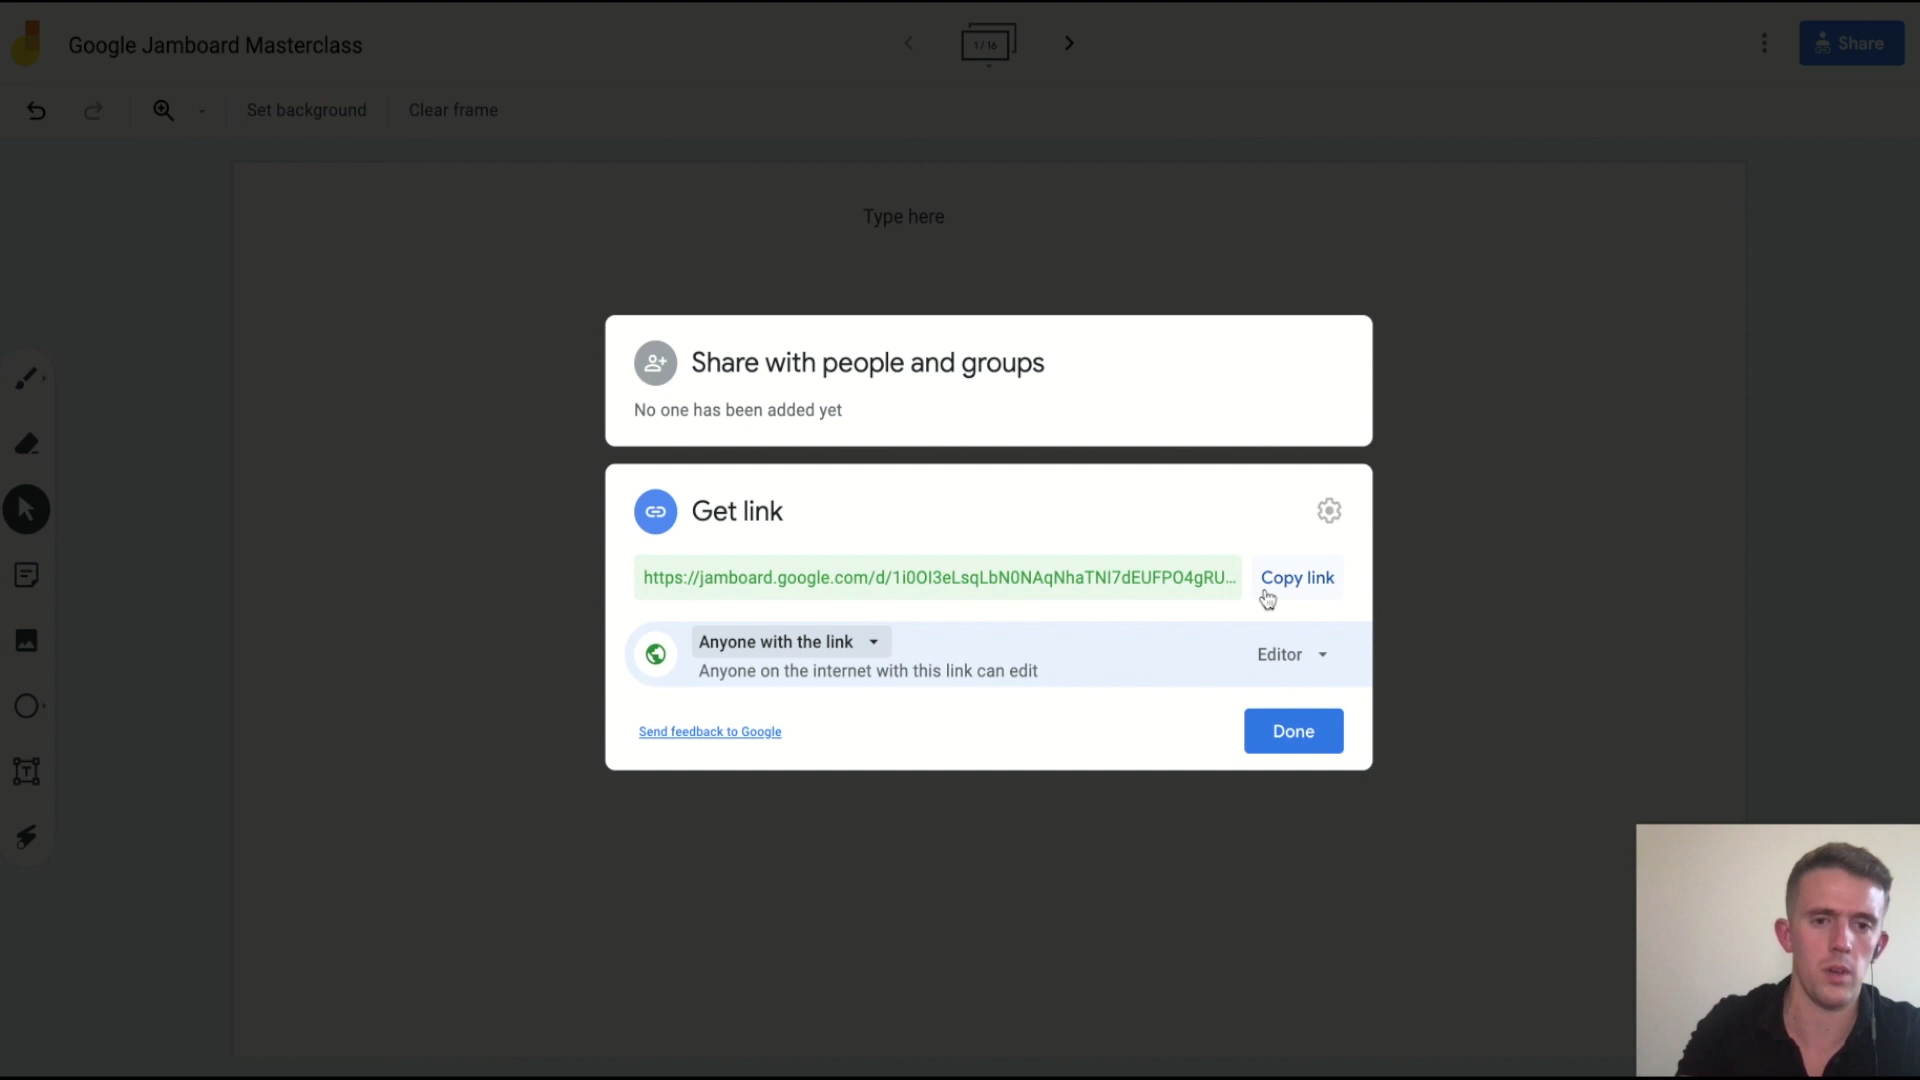 Google Jamboard Masterclass
1 / 16
Share
Set background
Clear frame
Type here
Share with people and groups
No one has been added yet
Get link
https://jamboard.google.com/d/1i0OI3eLsqLbN0NAqNhaTNI7dEUFPO4gRU...
Copy link
Anyone with the link
Anyone on the internet with this link can edit
Editor
Send feedback to Google
Done